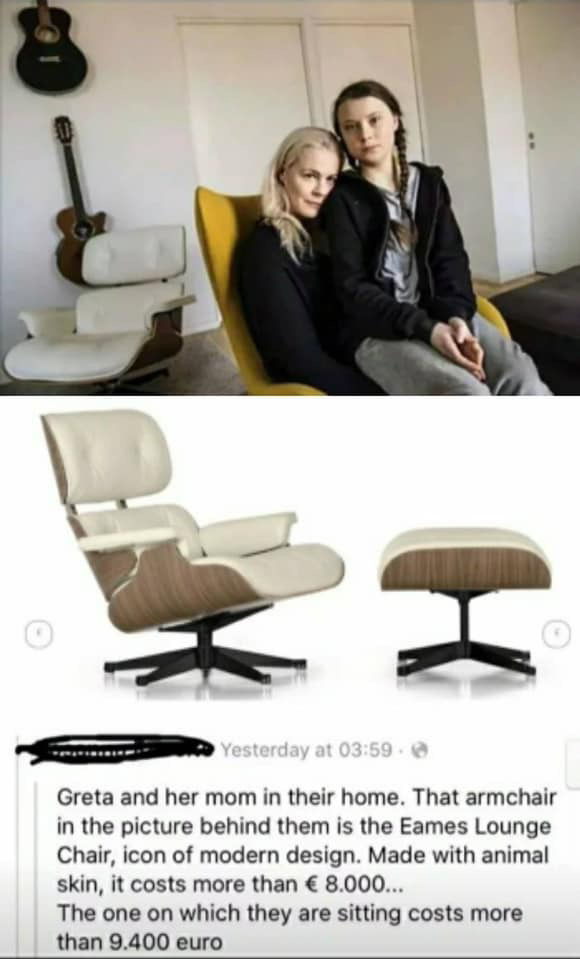 Yesterday at 03:59 ·
Greta and her mom in their home. That armchair
in the picture behind them is the Eames Lounge
Chair, icon of modern design. Made with animal
skin, it costs more than € 8.000...
The one on which they are sitting costs more
than 9.400 euro